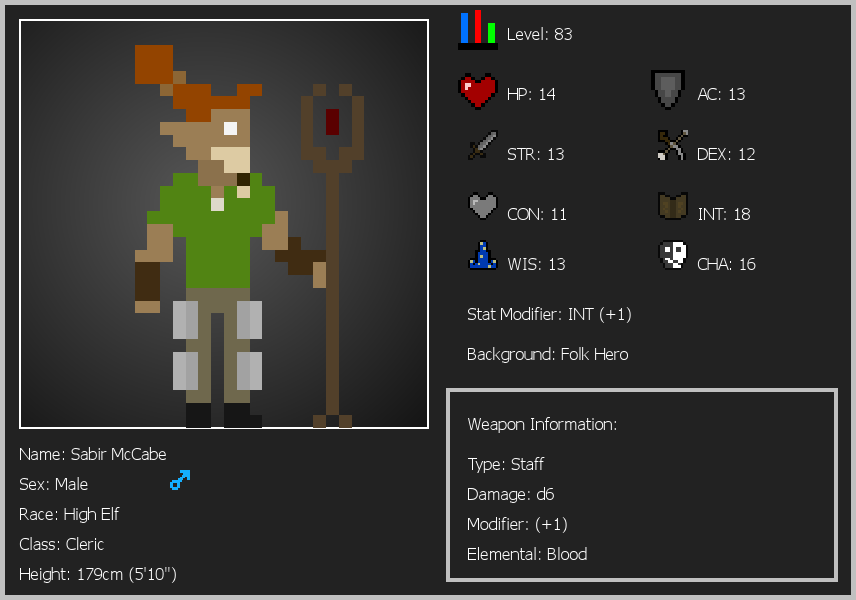 Level: 83
HP: 14
AC: 13
STR: 13
DEX: 12
CON: 11
INT: 18
WIS: 13
CHA: 16
Stat Modifier: INT (+1)
Background: Folk Hero
Weapon Information:
Type: Staff
Damage: d6
Modifier: (+1)
Elemental: Blood
Name: Sabir McCabe
Sex: Male
Race: High Elf
Class: Cleric
Height: 179cm (5'10")